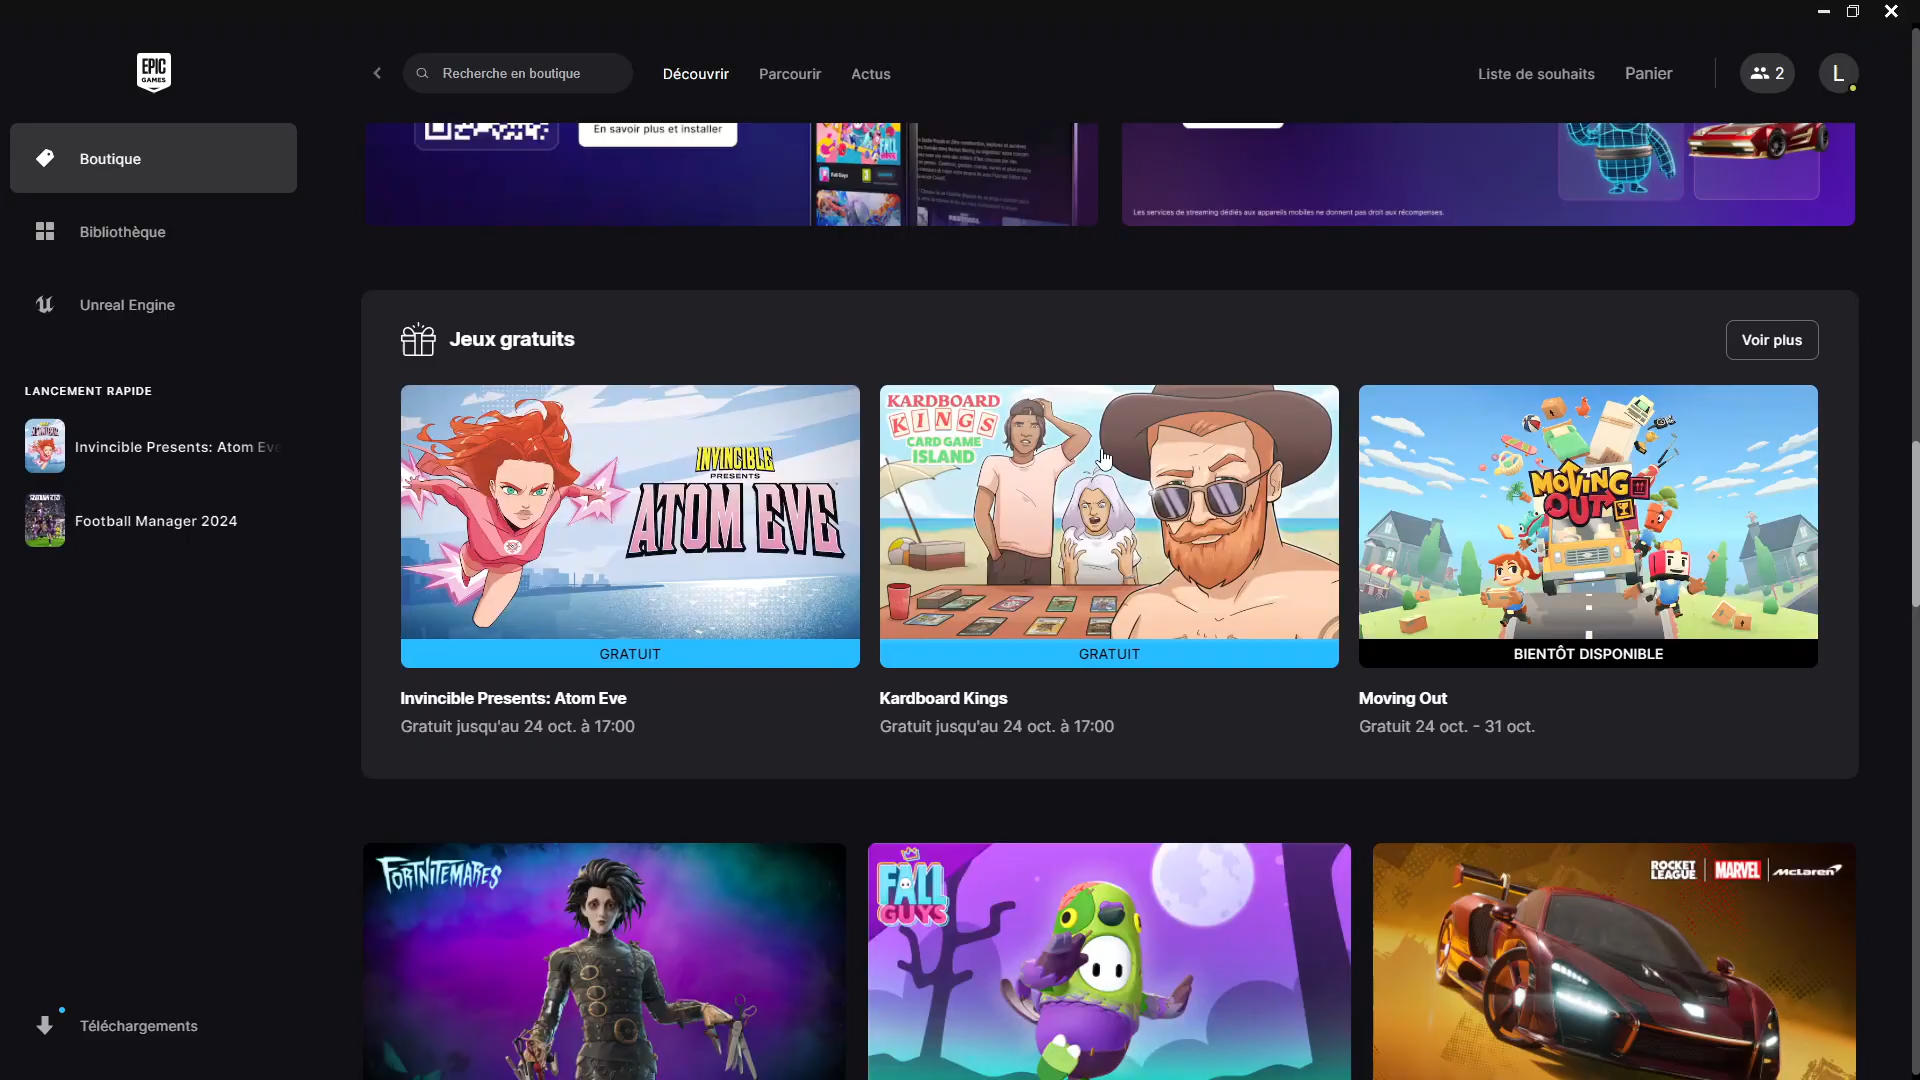 EPIC
GAMES
Recherche en boutique
Découvrir
Parcourir
Actus
Liste de souhaits
Panier
2
L
Boutique
Bibliothèque
Unreal Engine
LANCEMENT RAPIDE
Invincible Presents: Atom Eve
Football Manager 2024
Téléchargements
En savoir plus et installer
Fall Guys
Les services de streaming dédiés aux appareils mobiles ne donnent pas droit aux récompenses.
Jeux gratuits
Voir plus
INVINCIBLE
PRESENTS
ATOM EVE
GRATUIT
Invincible Presents: Atom Eve
Gratuit jusqu'au 24 oct. à 17:00
KARDBOARD
KINGS
CARD GAME
ISLAND
GRATUIT
Kardboard Kings
Gratuit jusqu'au 24 oct. à 17:00
MOVING
OUT
BIENTÔT DISPONIBLE
Moving Out
Gratuit 24 oct. - 31 oct.
FORTNITEMARES
FALL
GUYS
ROCKET
LEAGUE
MARVEL
McLaren